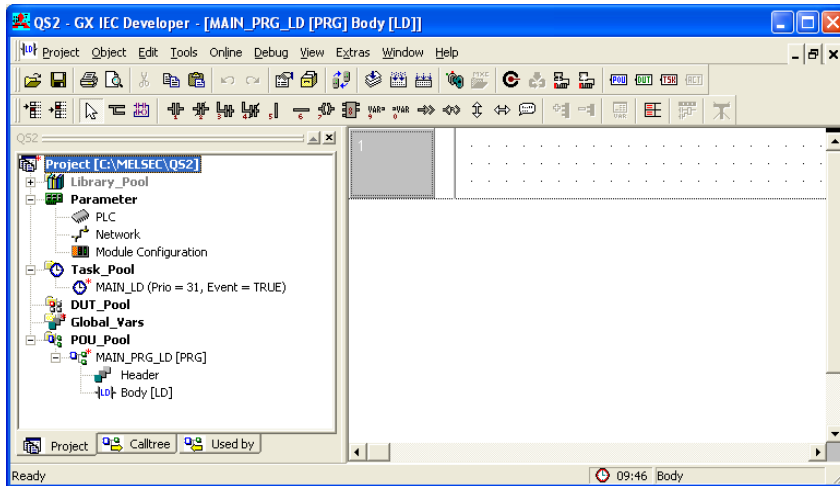 QS2 - GX IEC Developer - [MAIN_PRG_LD [PRG] Body [LD]]
Project Object Edit Tools Online Debug View Extras Window Help
QS2
1
Project [C:\MELSEC\QS2]
Library_Pool
Parameter
PLC
Network
Module Configuration
Task_Pool
MAIN_LD (Prio = 31, Event = TRUE)
DUT_Pool
Global_Vars
POU_Pool
MAIN_PRG_LD [PRG]
Header
Body [LD]
Project Calltree Used by
Ready 09:46 Body